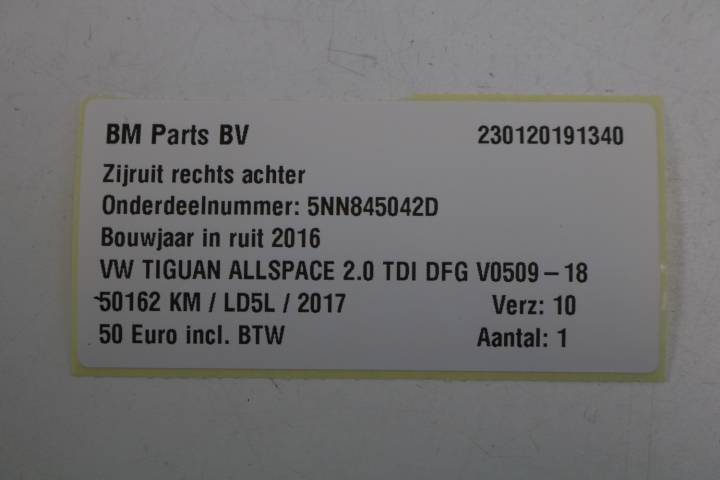 BM Parts BV 230120191340
Zijruit rechts achter
Onderdeelnummer: 5NN845042D
Bouwjaar in ruit 2016
VW TIGUAN ALLSPACE 2.0 TDI DFG V0509 – 18
50162 KM / LD5L / 2017 Verz: 10
50 Euro incl. BTW Aantal: 1